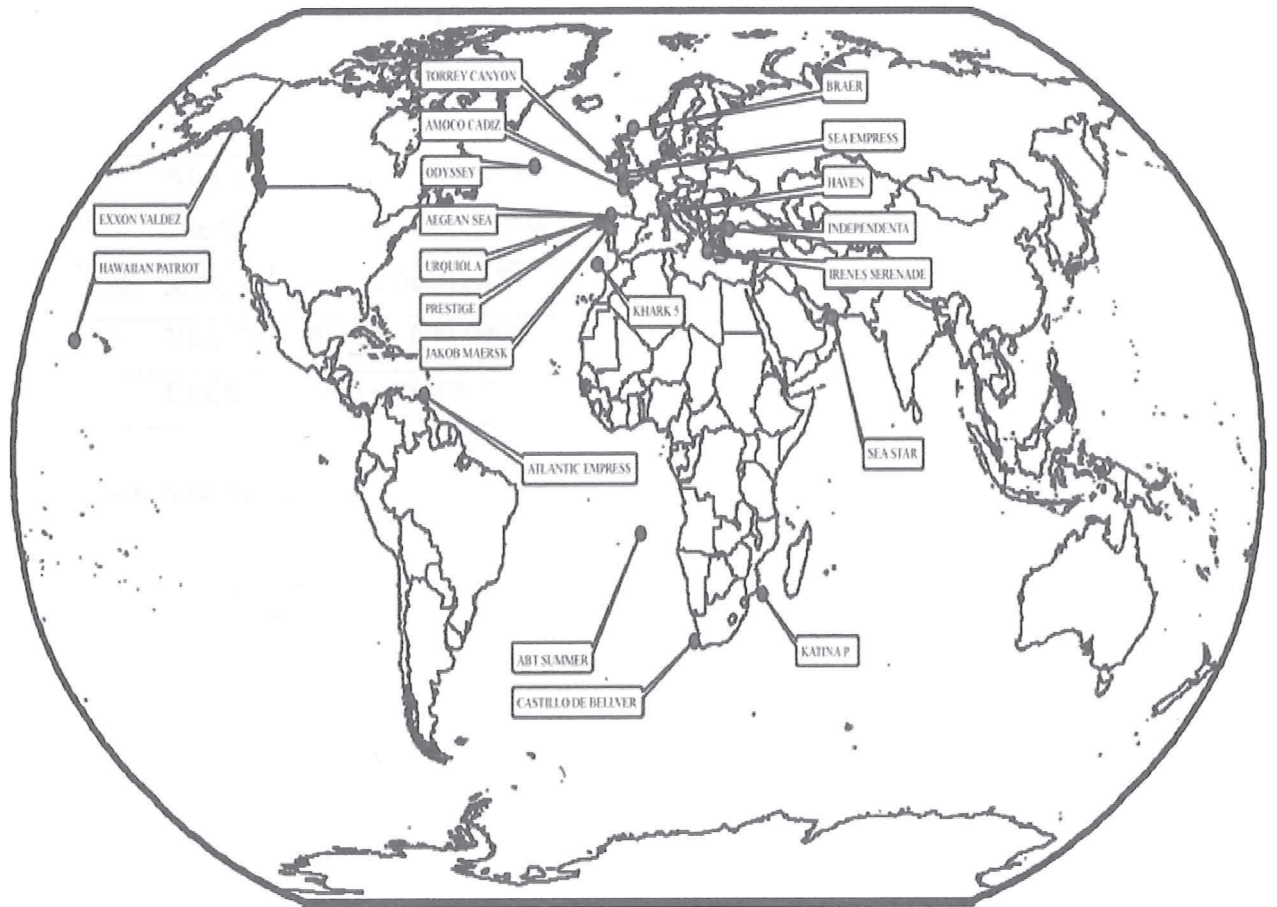 TORREY CANYON
BRAER
AMOCO CADIZ
SEA EMPRESS
ODYSSEY
HAVEN
EXXON VALDEZ
AEGEAN SEA
INDEPENDENTA
HAWAIIAN PATRIOT
URQUIOLA
IRENES SERENADE
PRESTIGE
KHARK 5
JAKOB MAERSK
ATLANTIC EMPRESS
SEA STAR
ABT SUMMER
KATINA P
CASTILLO DE BELLVER